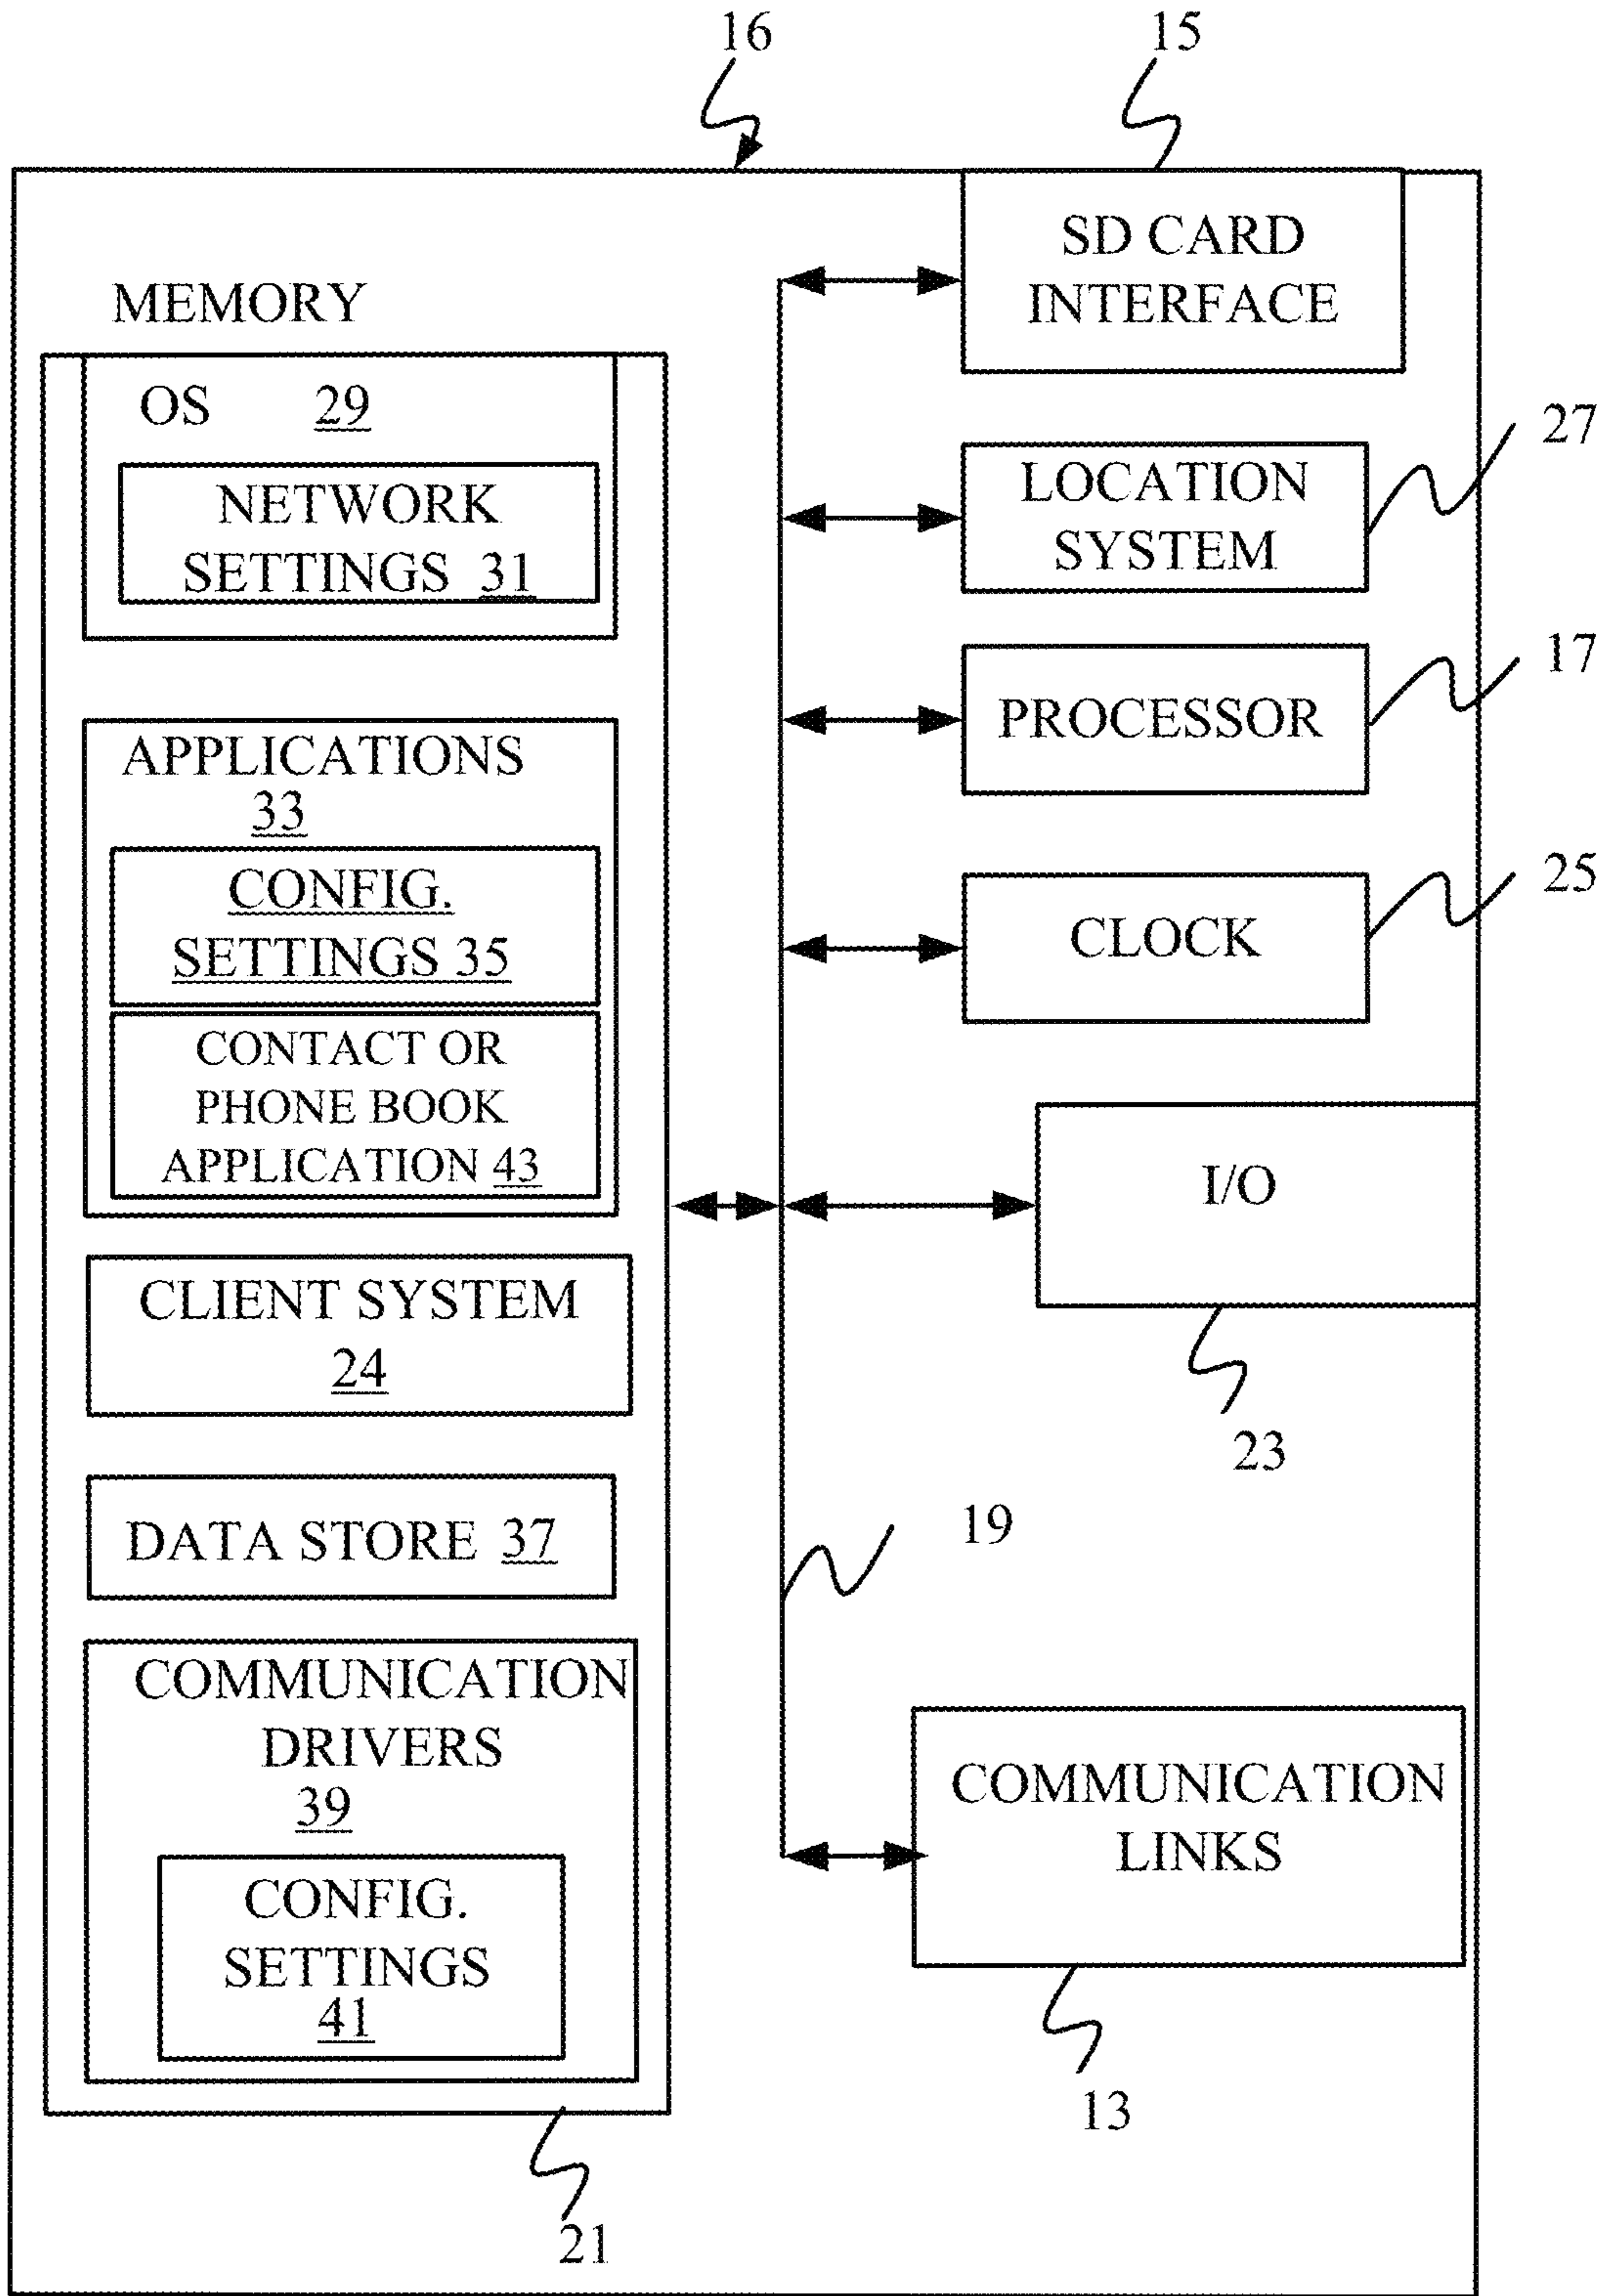 16
15
SD CARD
INTERFACE
MEMORY
OS 29
NETWORK
SETTINGS 31
APPLICATIONS
33
CONFIG.
SETTINGS 35
CONTACT OR
PHONE BOOK
APPLICATION 43
CLIENT SYSTEM
24
DATA STORE 37
COMMUNICATION
DRIVERS
39
CONFIG.
SETTINGS
41
21
LOCATION
SYSTEM
27
PROCESSOR
17
CLOCK
25
I/O
23
19
COMMUNICATION
LINKS
13